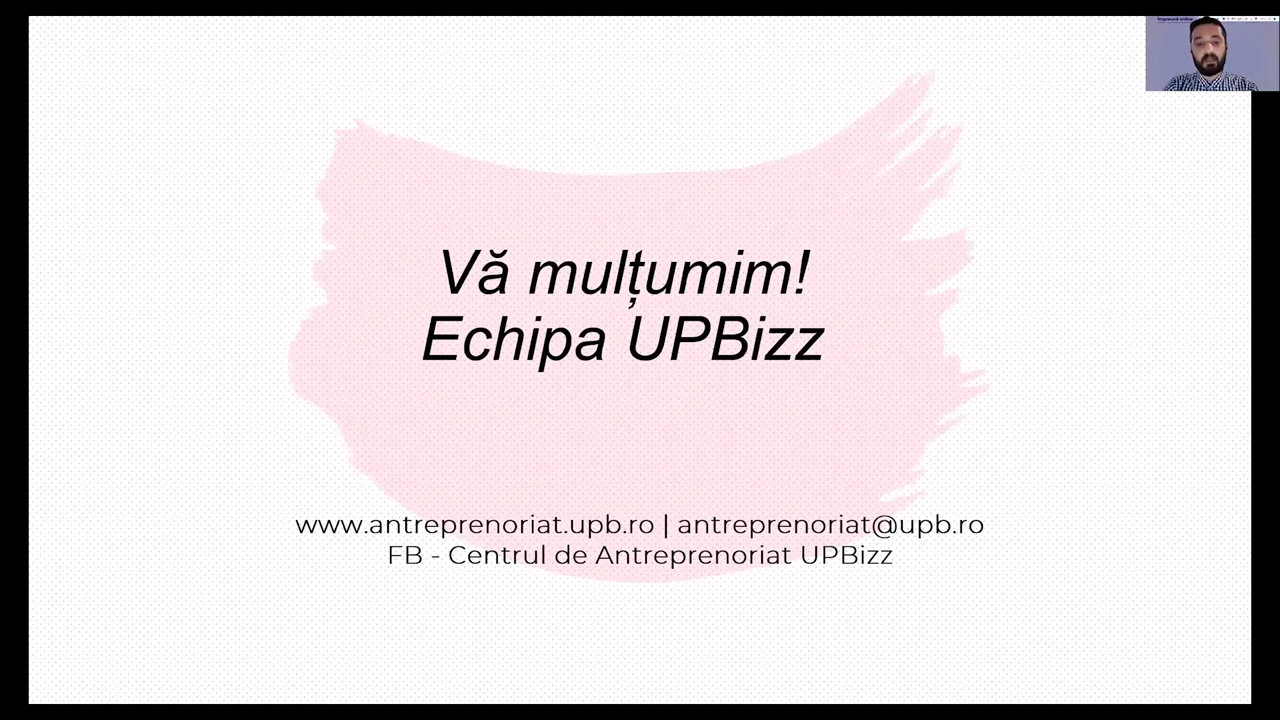 Vă mulțumim!
Echipa UPBizz
www.antreprenoriat.upb.ro | antreprenoriat@upb.ro
FB - Centrul de Antreprenoriat UPBizz